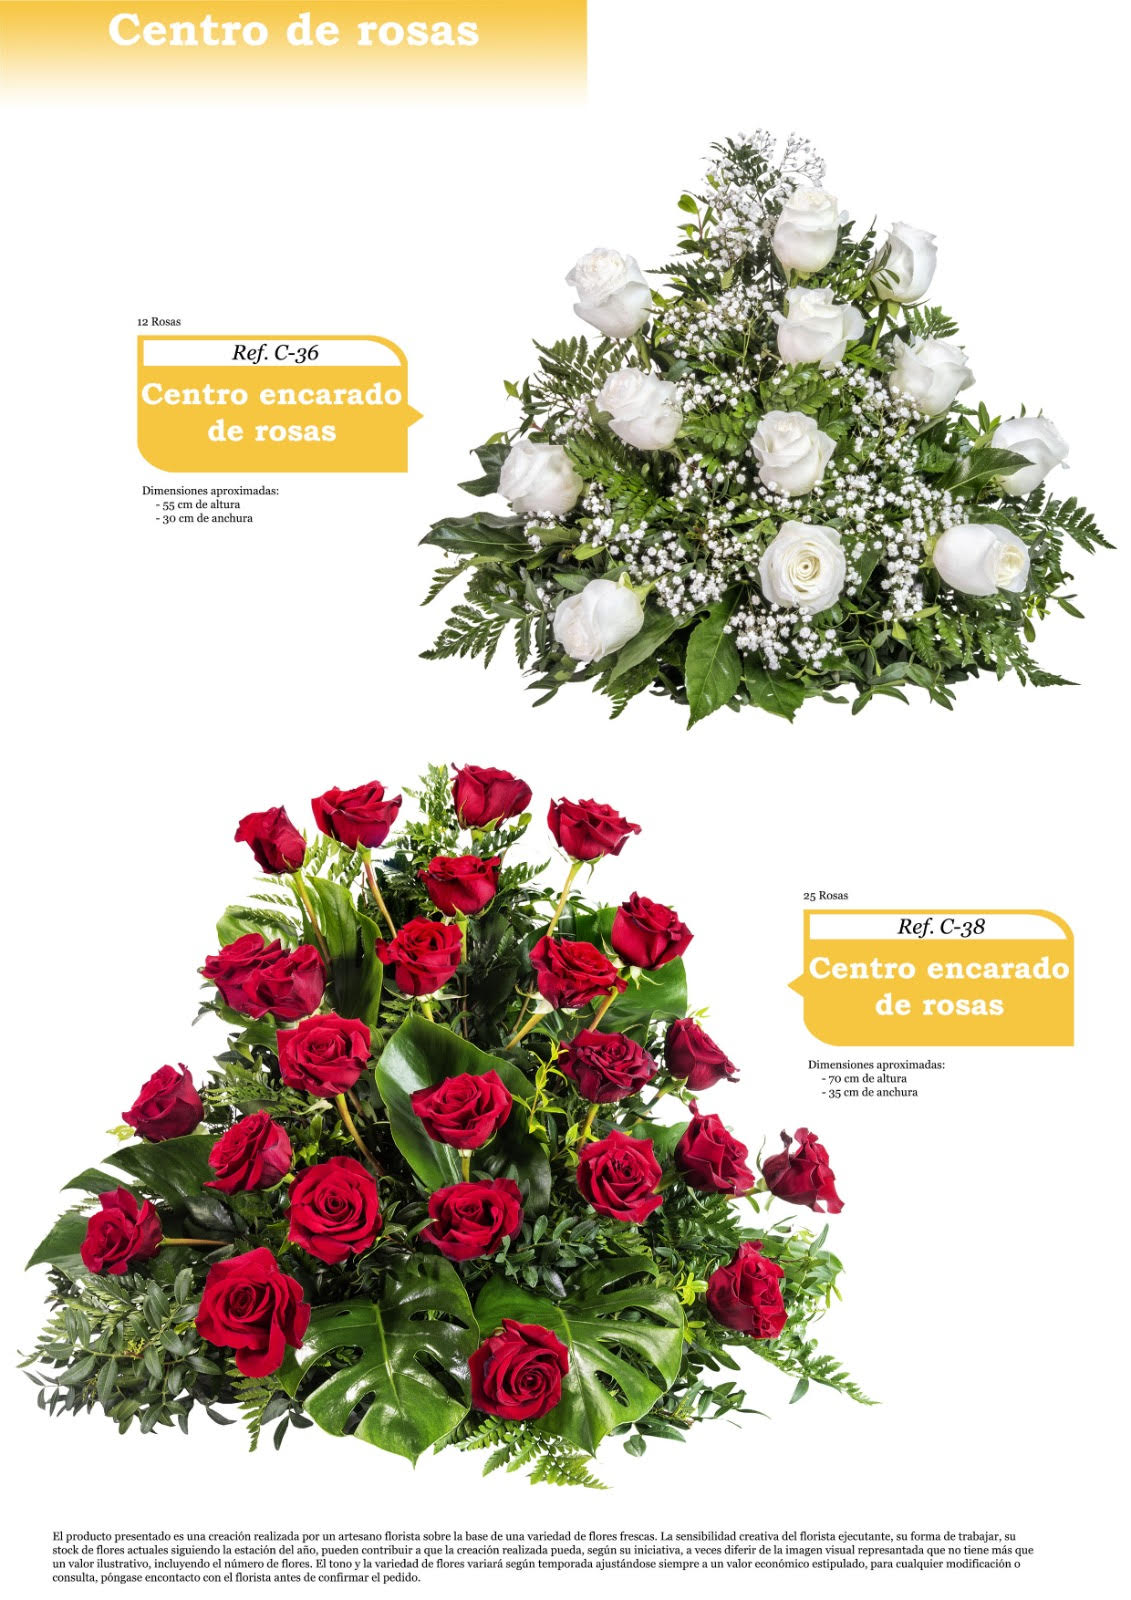 Centro de rosas
12 Rosas
Ref. C-36
Centro encarado
de rosas
Dimensiones aproximadas:
- 55 cm de altura
- 30 cm de anchura
25 Rosas
Ref. C-38
Centro encarado
de rosas
Dimensiones aproximadas:
- 70 cm de altura
- 35 cm de anchura
El producto presentado es una creación realizada por un artesano florista sobre la base de una variedad de flores frescas. La sensibilidad creativa del florista ejecutante, su forma de trabajar, su
stock de flores actuales siguiendo la estación del año, pueden contribuir a que la creación realizada pueda, según su iniciativa, a veces diferir de la imagen visual represantada que no tiene más que
un valor ilustrativo, incluyendo el número de flores. El tono y la variedad de flores variará según temporada ajustándose siempre a un valor económico estipulado, para cualquier modificación o
consulta, póngase encontacto con el florista antes de confirmar el pedido.